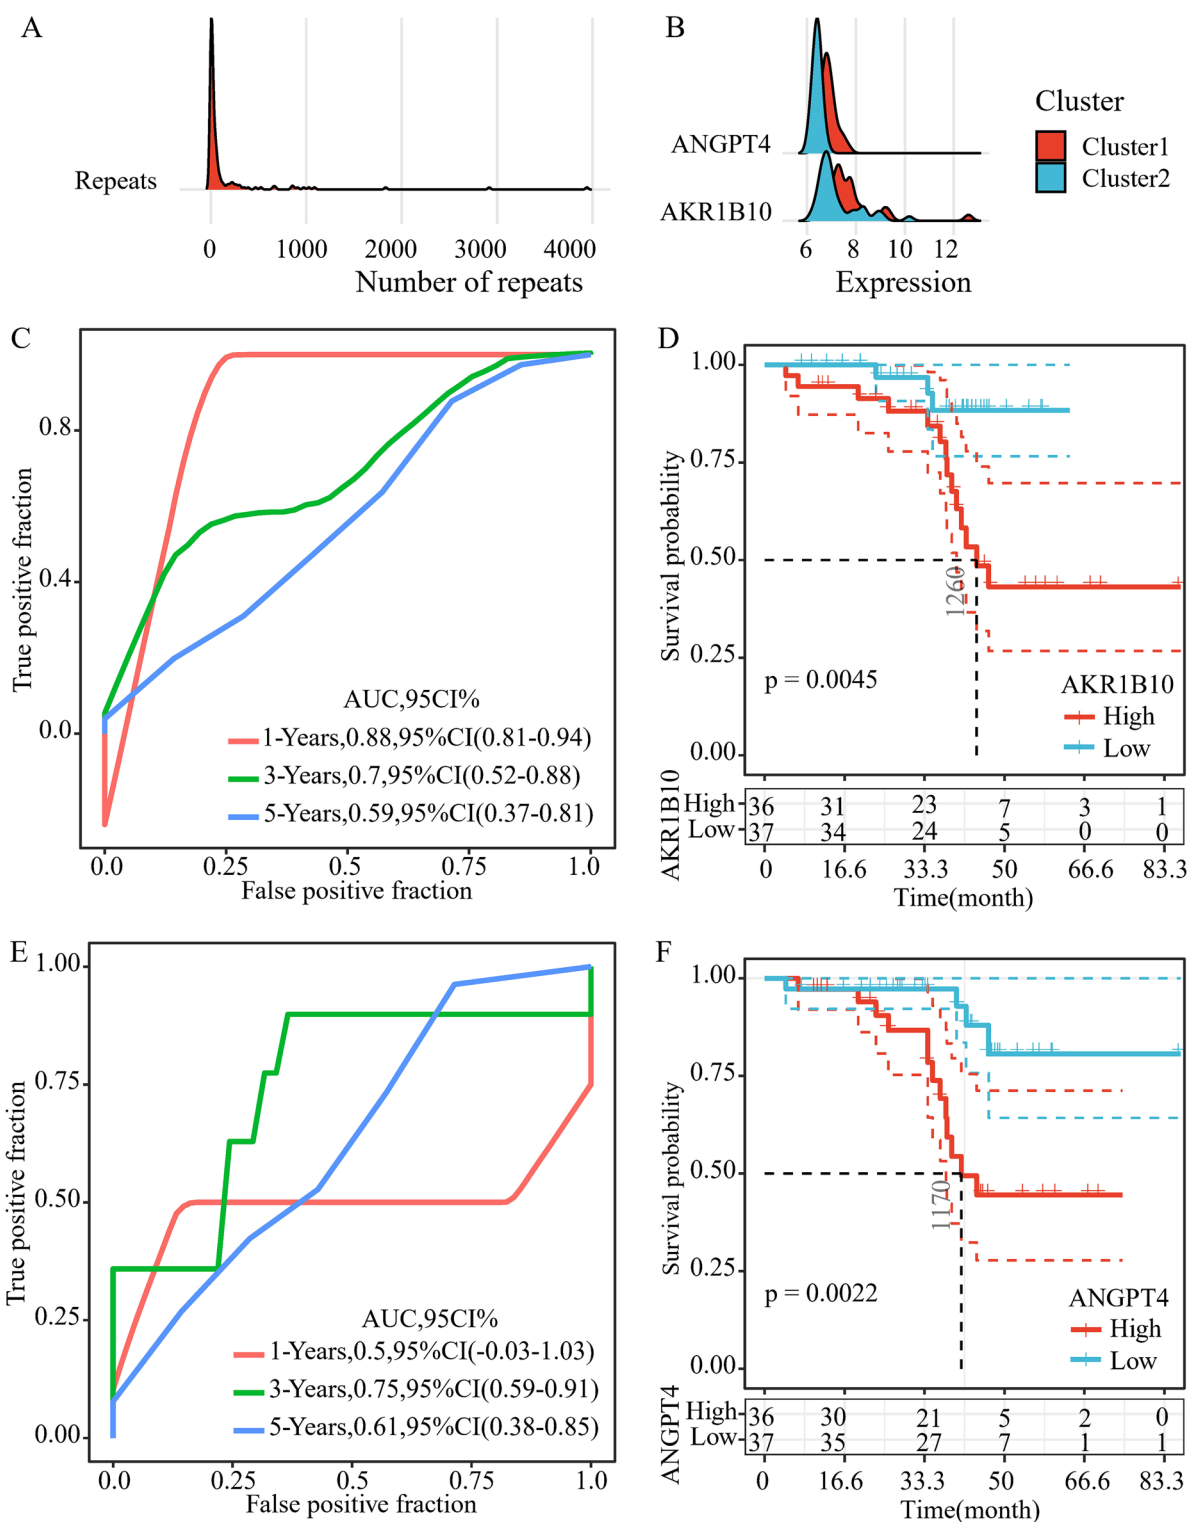 A
Repeats
0 1000 2000 3000 4000
Number of repeats
B
ANGPT4
AKR1B10
6 8 10 12
Expression
Cluster
Cluster1
Cluster2
C
True positive fraction
0.8
0.4
0.0
AUC,95CI%
1-Years,0.88,95%CI(0.81-0.94)
3-Years,0.7,95%CI(0.52-0.88)
5-Years,0.59,95%CI(0.37-0.81)
0.0 0.25 0.5 0.75 1.0
False positive fraction
D
Survival probability
1.00
0.75
0.50
0.25
0.00
1260
p = 0.0045
AKR1B10
High
Low
AKR1B10
High 36 31 23 7 3 1
Low 37 34 24 5 0 0
0 16.6 33.3 50 66.6 83.3
Time(month)
E
True positive fraction
1.00
0.75
0.50
0.25
0.00
AUC,95CI%
1-Years,0.5,95%CI(-0.03-1.03)
3-Years,0.75,95%CI(0.59-0.91)
5-Years,0.61,95%CI(0.38-0.85)
0.0 0.25 0.5 0.75 1.0
False positive fraction
F
Survival probability
1.00
0.75
0.50
0.25
0.00
1170
p = 0.0022
ANGPT4
High
Low
ANGPT4
High 36 30 21 5 2 0
Low 37 35 27 7 1 1
0 16.6 33.3 50 66.6 83.3
Time(month)